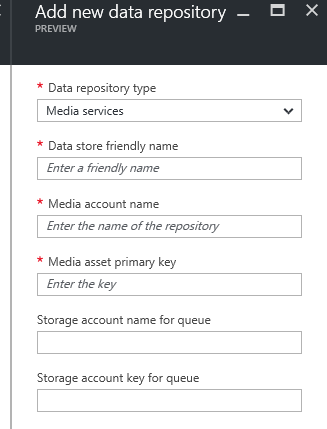 Add new data repository
PREVIEW
* Data repository type
Media services
* Data store friendly name
Enter a friendly name
* Media account name
Enter the name of the repository
* Media asset primary key
Enter the key
Storage account name for queue
Storage account key for queue